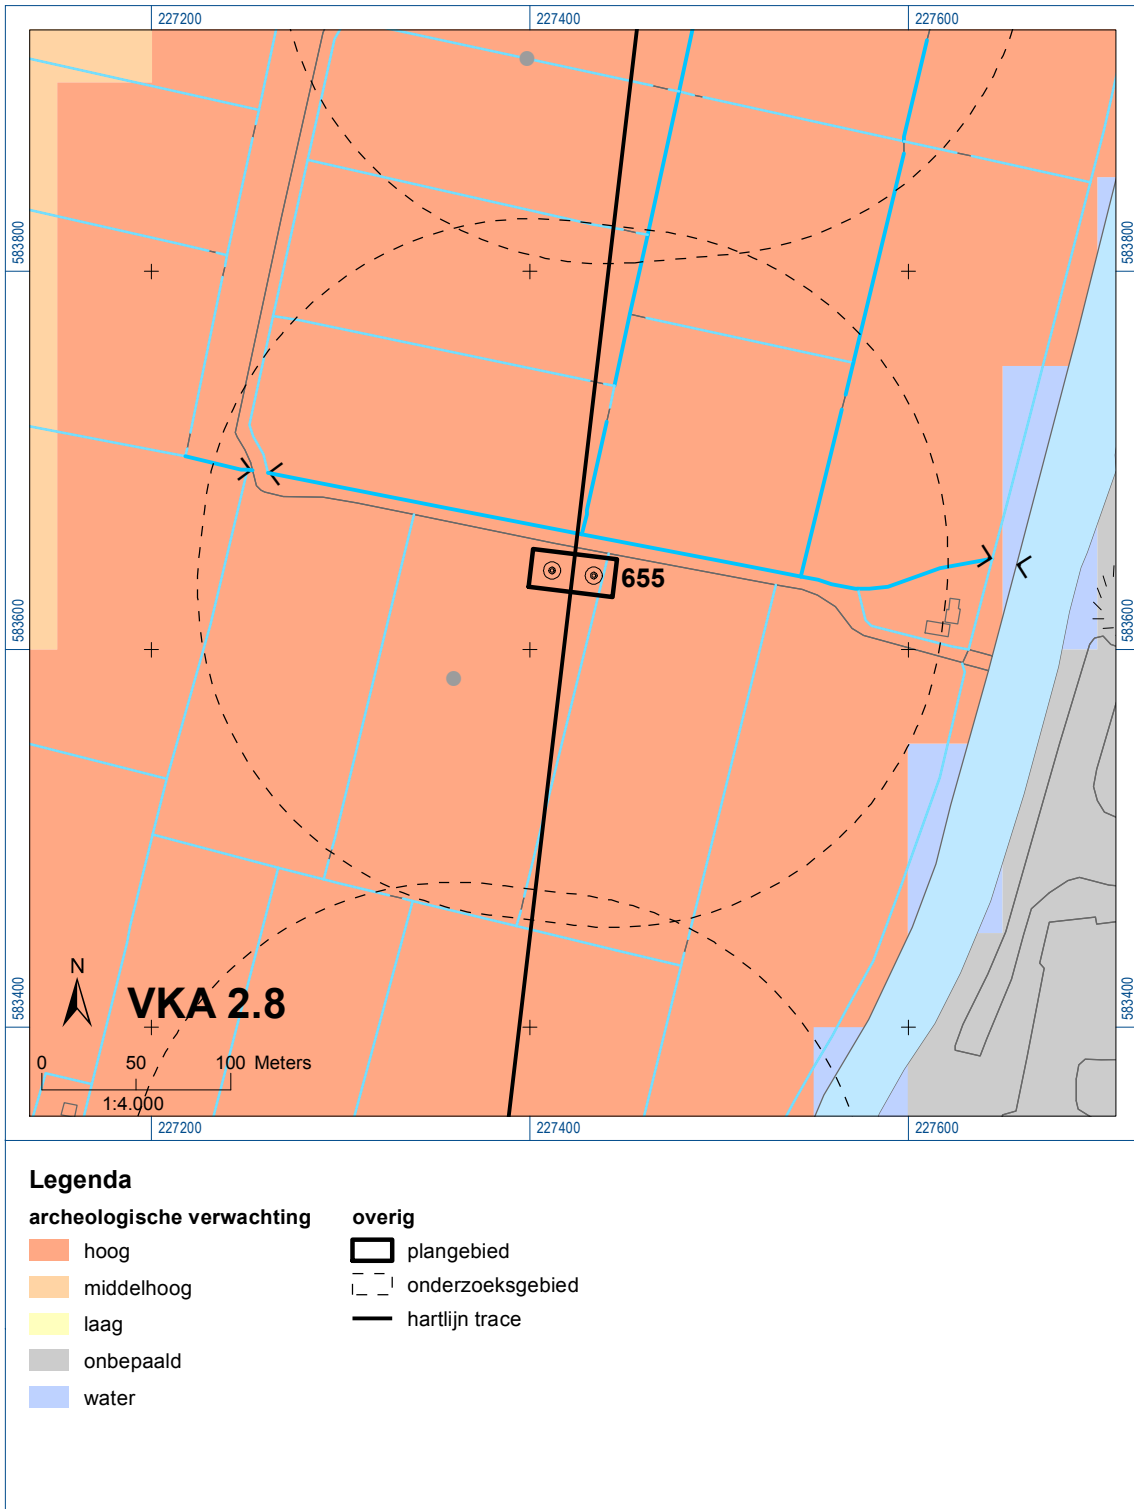 227200 227400 227600
583800 583800
655
583600 583600
N
VKA 2.8
583400 583400
0 50 100 Meters
1:4.000
227200 227400 227600
Legenda
archeologische verwachting
hoog
middelhoog
laag
onbepaald
water
overig
plangebied
onderzoeksgebied
hartlijn trace